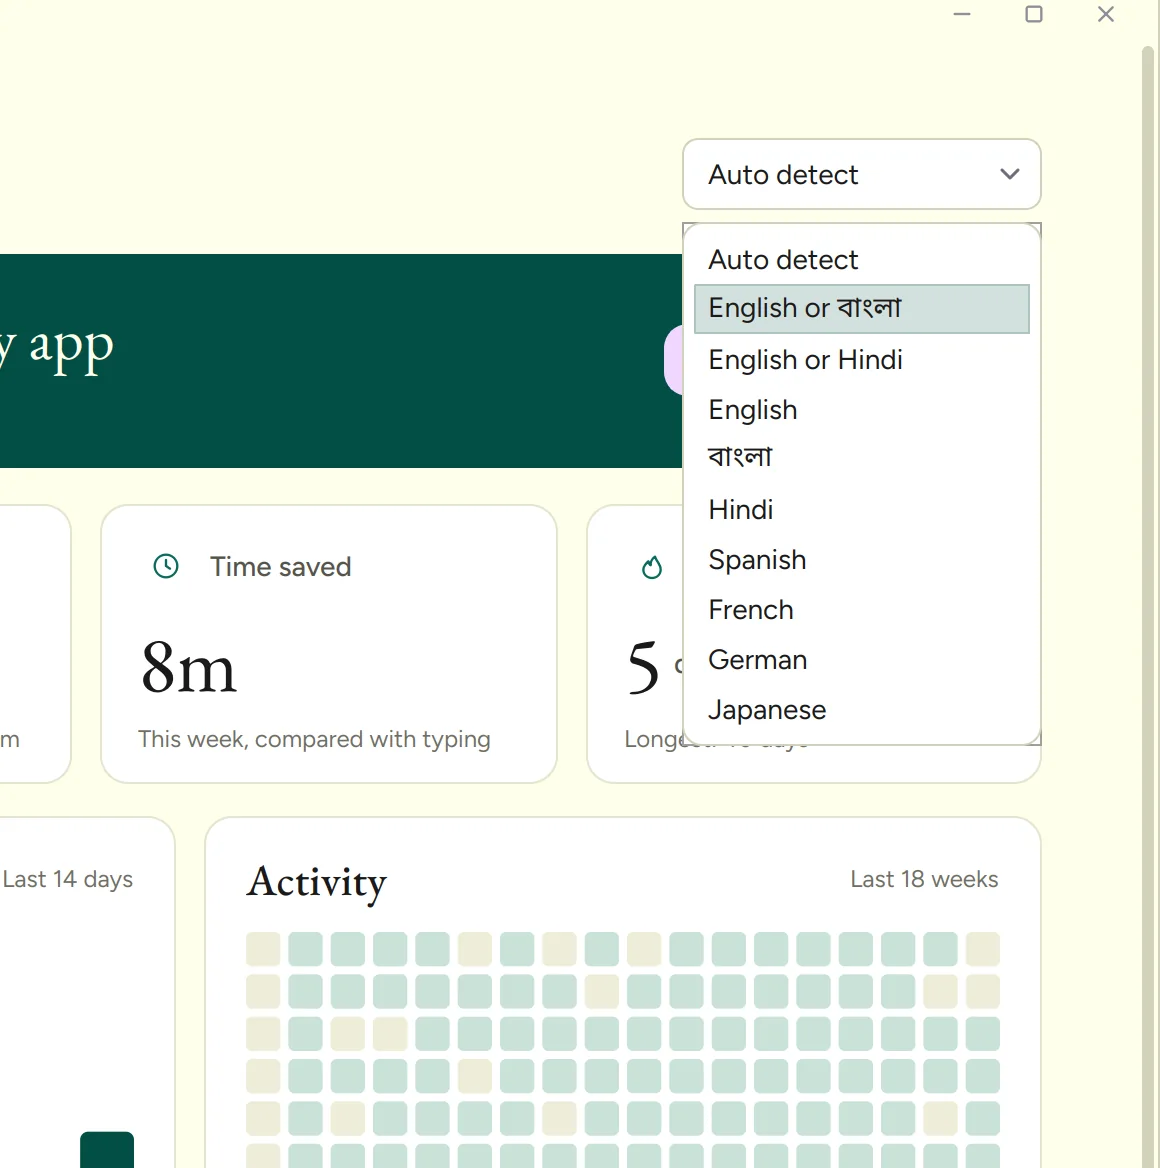 Auto detect
Auto detect
English or বাংলা
English or Hindi
English
বাংলা
Hindi
Spanish
French
German
Japanese
y app
Time saved
8m
This week, compared with typing
5
m
Last 14 days
Activity
Last 18 weeks